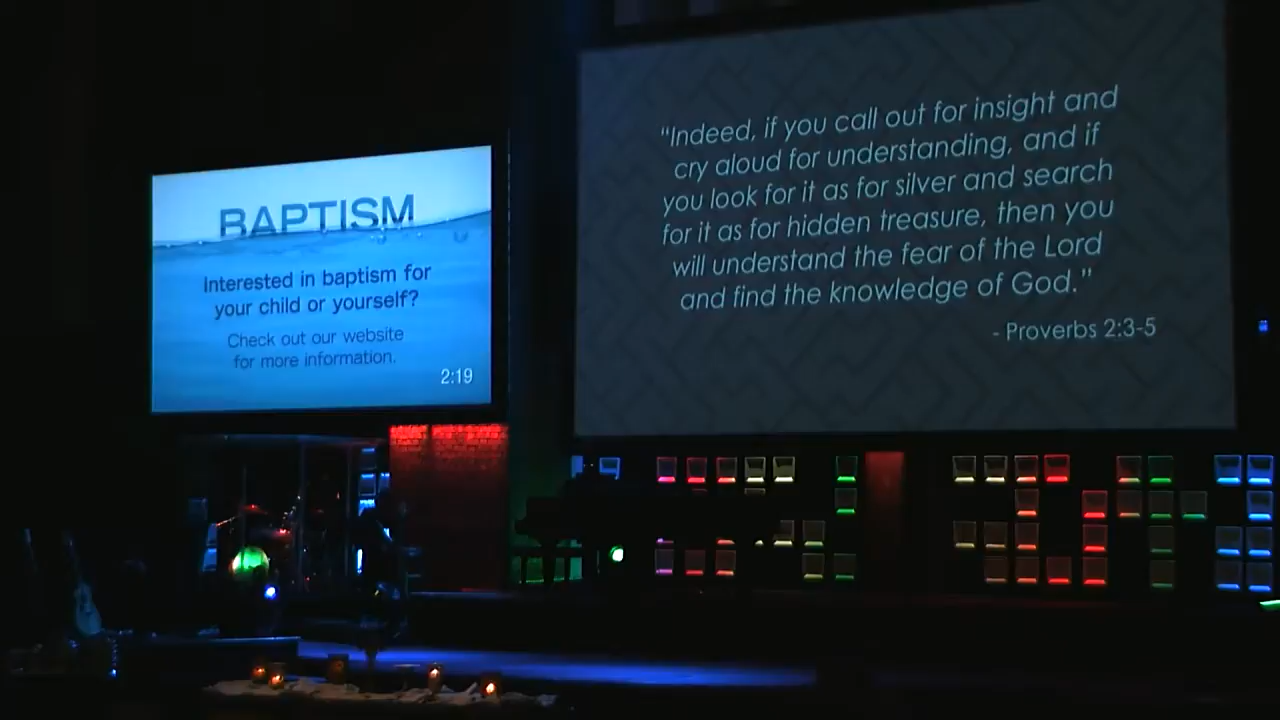 BAPTISM
Interested in baptism for
your child or yourself?
Check out our website
for more information.
2:19
"Indeed, if you call out for insight and
cry aloud for understanding, and if
you look for it as for silver and search
for it as for hidden treasure, then you
will understand the fear of the Lord
and find the knowledge of God."
- Proverbs 2:3-5